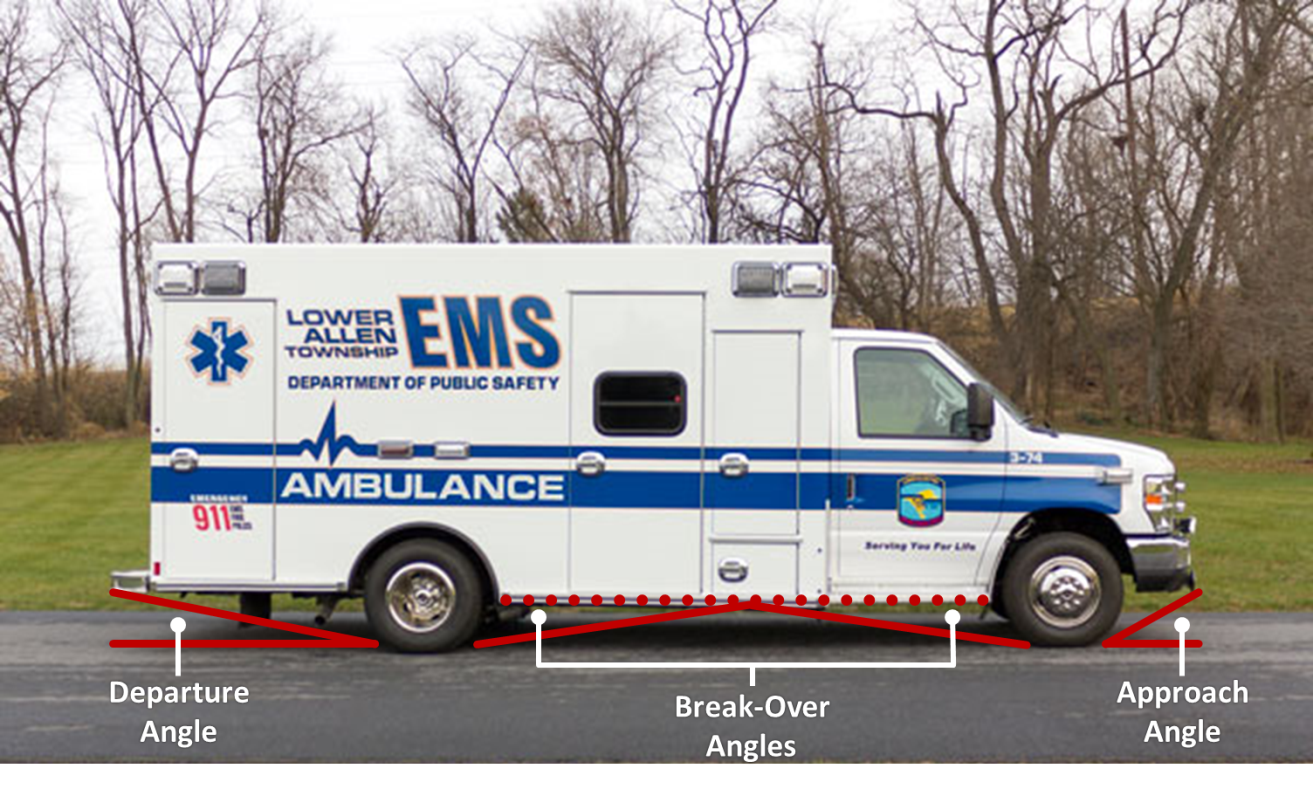 LOWER
ALLEN
TOWNSHIP
EMS
DEPARTMENT OF PUBLIC SAFETY
3-74
AMBULANCE
EMERGENCY
911
Serving You For Life
Departure
Angle
Break-Over
Angles
Approach
Angle